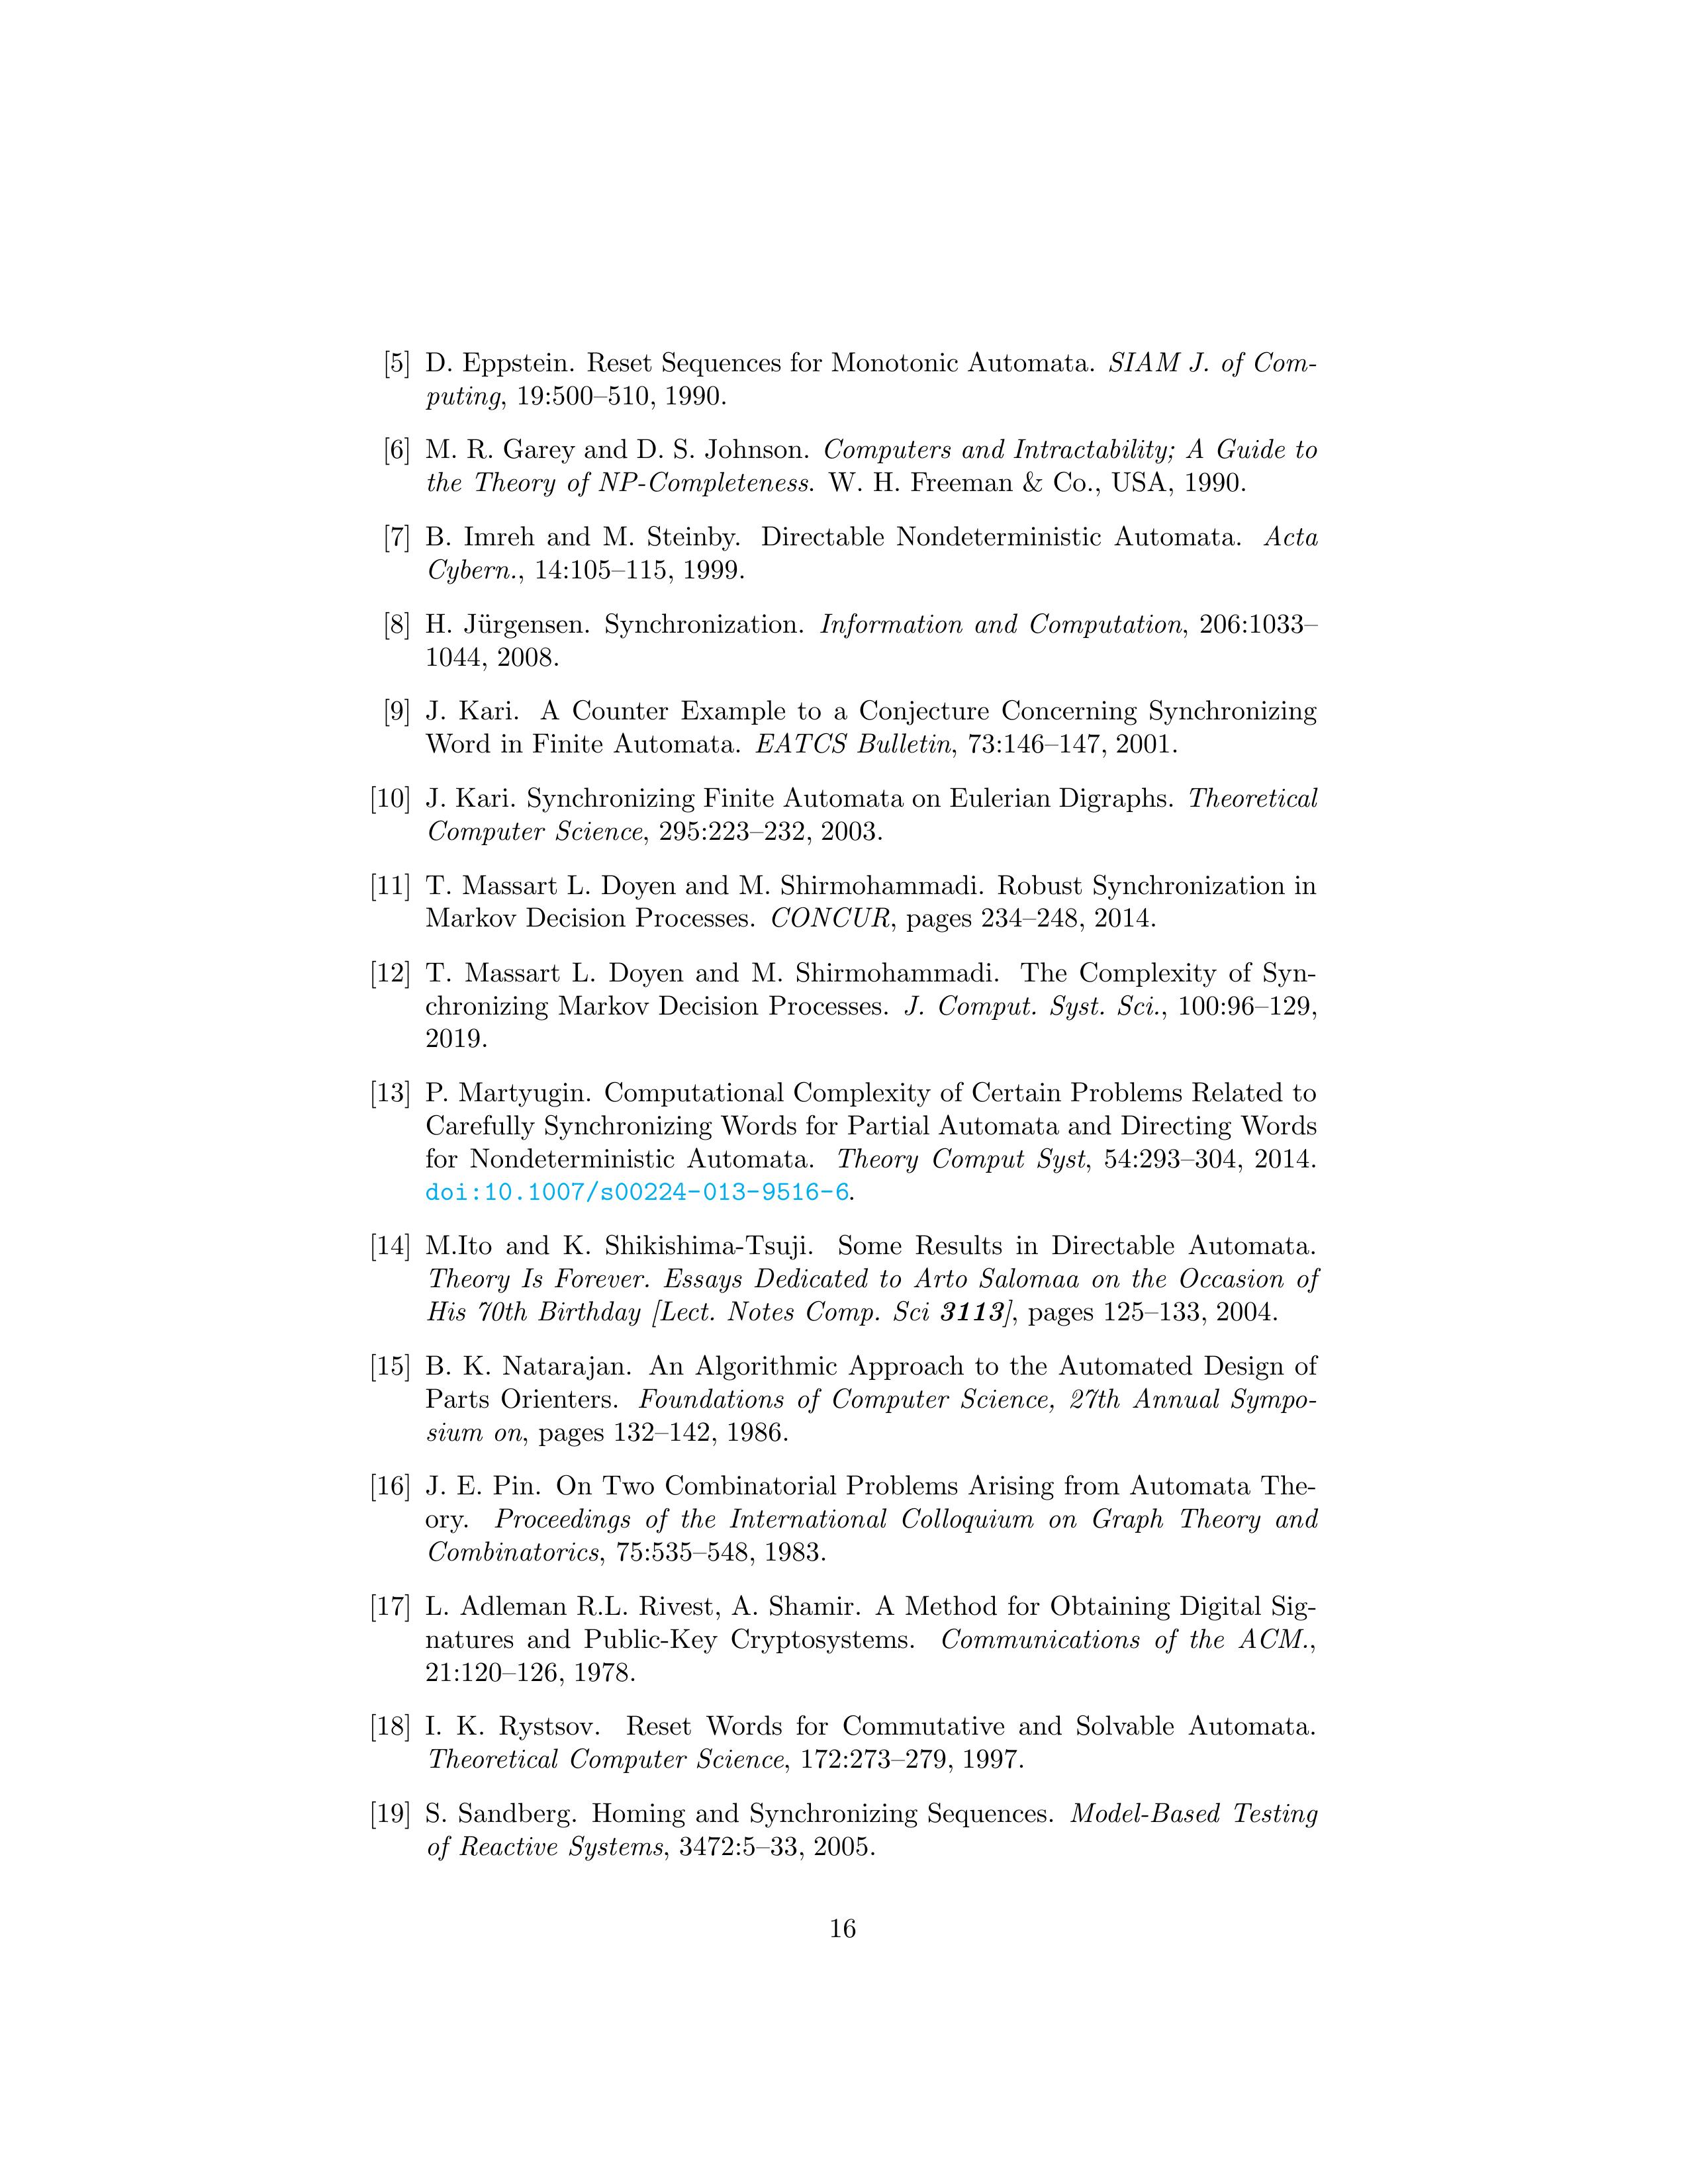 [5] D. Eppstein. Reset Sequences for Monotonic Automata. SIAM J. of Com-
puting, 19:500–510, 1990.
[6] M. R. Garey and D. S. Johnson. Computers and Intractability; A Guide to
the Theory of NP-Completeness. W. H. Freeman & Co., USA, 1990.
[7] B. Imreh and M. Steinby. Directable Nondeterministic Automata. Acta
Cybern., 14:105–115, 1999.
[8] H. Jürgensen. Synchronization. Information and Computation, 206:1033–
1044, 2008.
[9] J. Kari. A Counter Example to a Conjecture Concerning Synchronizing
Word in Finite Automata. EATCS Bulletin, 73:146–147, 2001.
[10] J. Kari. Synchronizing Finite Automata on Eulerian Digraphs. Theoretical
Computer Science, 295:223–232, 2003.
[11] T. Massart L. Doyen and M. Shirmohammadi. Robust Synchronization in
Markov Decision Processes. CONCUR, pages 234–248, 2014.
[12] T. Massart L. Doyen and M. Shirmohammadi. The Complexity of Syn-
chronizing Markov Decision Processes. J. Comput. Syst. Sci., 100:96–129,
2019.
[13] P. Martyugin. Computational Complexity of Certain Problems Related to
Carefully Synchronizing Words for Partial Automata and Directing Words
for Nondeterministic Automata. Theory Comput Syst, 54:293–304, 2014.
doi:10.1007/s00224-013-9516-6.
[14] M.Ito and K. Shikishima-Tsuji. Some Results in Directable Automata.
Theory Is Forever. Essays Dedicated to Arto Salomaa on the Occasion of
His 70th Birthday [Lect. Notes Comp. Sci 3113], pages 125–133, 2004.
[15] B. K. Natarajan. An Algorithmic Approach to the Automated Design of
Parts Orienters. Foundations of Computer Science, 27th Annual Sympo-
sium on, pages 132–142, 1986.
[16] J. E. Pin. On Two Combinatorial Problems Arising from Automata The-
ory. Proceedings of the International Colloquium on Graph Theory and
Combinatorics, 75:535–548, 1983.
[17] L. Adleman R.L. Rivest, A. Shamir. A Method for Obtaining Digital Sig-
natures and Public-Key Cryptosystems. Communications of the ACM.,
21:120–126, 1978.
[18] I. K. Rystsov. Reset Words for Commutative and Solvable Automata.
Theoretical Computer Science, 172:273–279, 1997.
[19] S. Sandberg. Homing and Synchronizing Sequences. Model-Based Testing
of Reactive Systems, 3472:5–33, 2005.
16